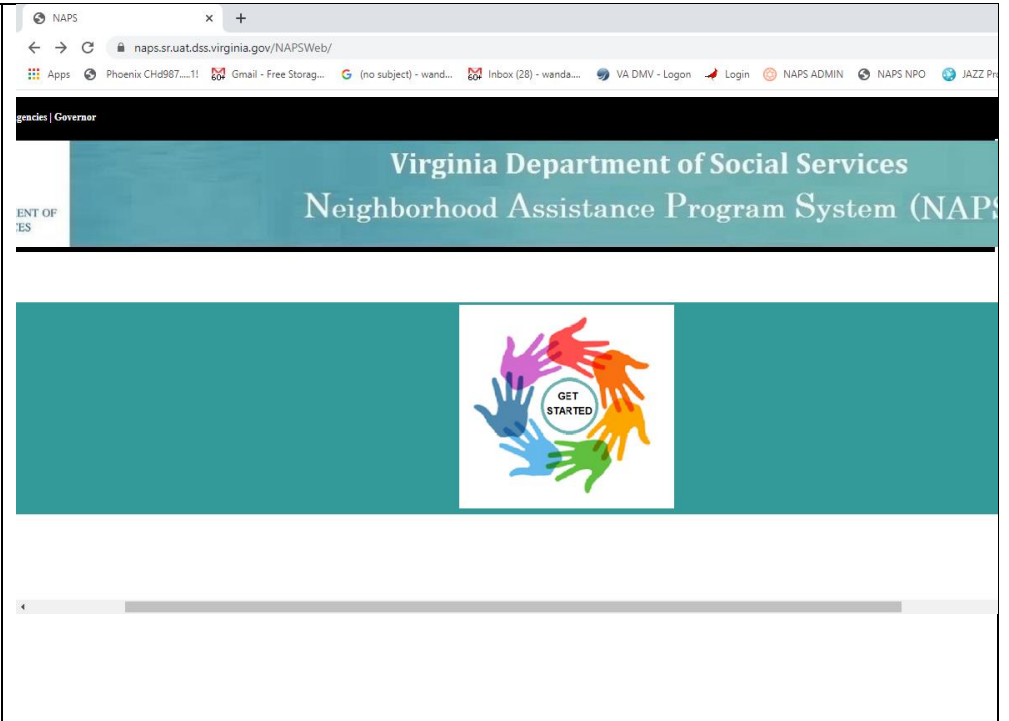 NAPS
naps.sr.uat.dss.virginia.gov/NAPSWeb/
Apps Phoenix CHd987.....1! Gmail - Free Storag... (no subject) - wand... Inbox (28) - wanda.... VA DMV - Logon Login NAPS ADMIN NAPS NPO JAZZ Pro
gencies | Governor
Virginia Department of Social Services
Neighborhood Assistance Program System (NAPS
ENT OF
CES
GET
STARTED